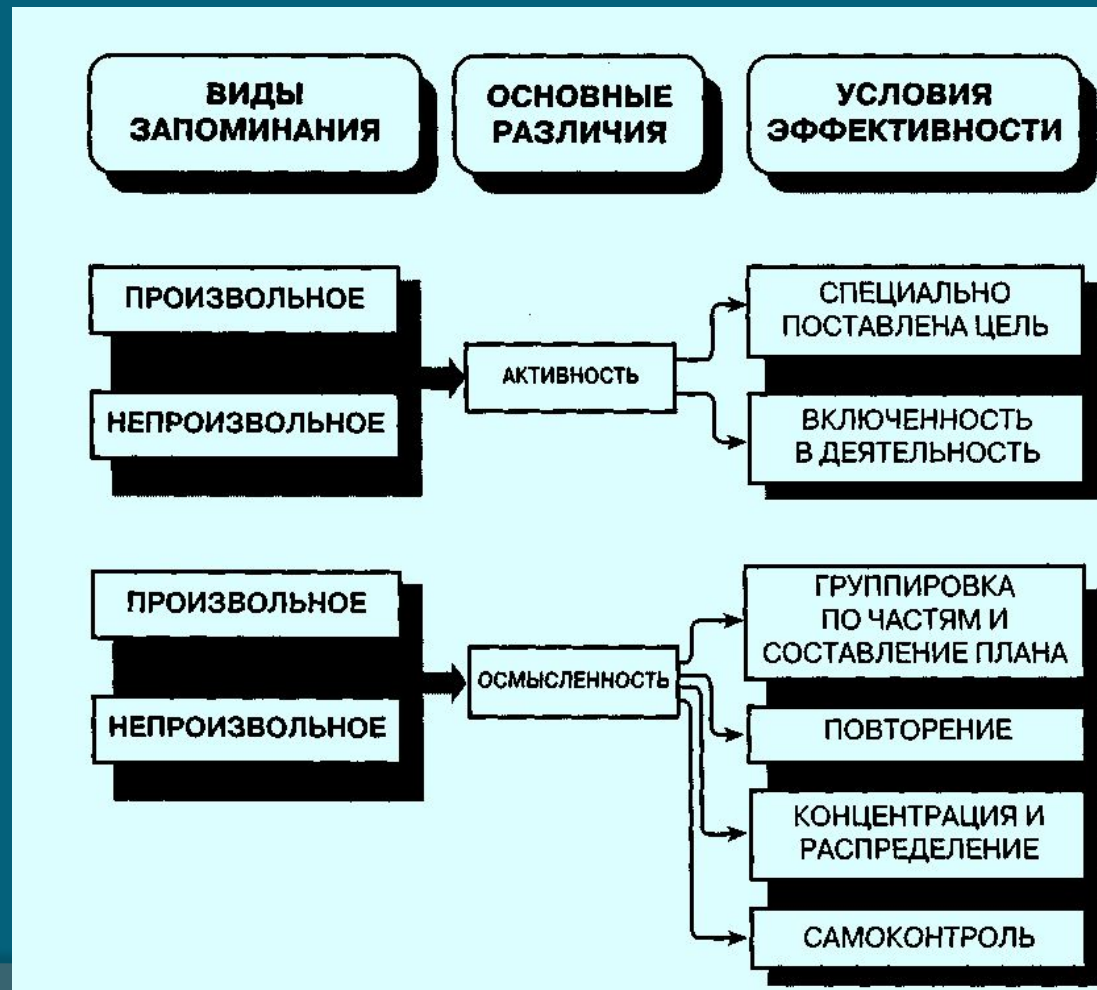 ВИДЫ
ЗАПОМИНАНИЯ
ОСНОВНЫЕ
РАЗЛИЧИЯ
УСЛОВИЯ
ЭФФЕКТИВНОСТИ
ПРОИЗВОЛЬНОЕ
НЕПРОИЗВОЛЬНОЕ
АКТИВНОСТЬ
СПЕЦИАЛЬНО
ПОСТАВЛЕНА ЦЕЛЬ
ВКЛЮЧЕННОСТЬ
В ДЕЯТЕЛЬНОСТЬ
ПРОИЗВОЛЬНОЕ
НЕПРОИЗВОЛЬНОЕ
ОСМЫСЛЕННОСТЬ
ГРУППИРОВКА
ПО ЧАСТЯМ И
СОСТАВЛЕНИЕ ПЛАНА
ПОВТОРЕНИЕ
КОНЦЕНТРАЦИЯ И
РАСПРЕДЕЛЕНИЕ
САМОКОНТРОЛЬ